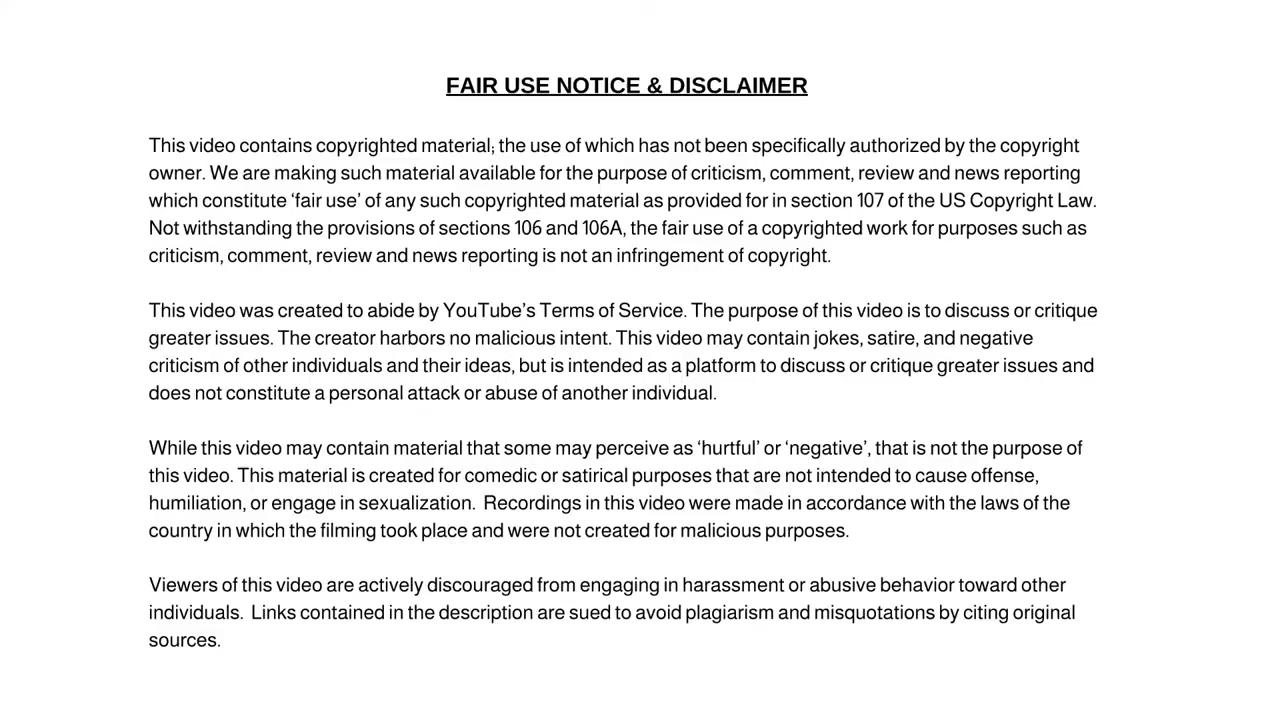 FAIR USE NOTICE & DISCLAIMER
This video contains copyrighted material; the use of which has not been specifically authorized by the copyright
owner. We are making such material available for the purpose of criticism, comment, review and news reporting
which constitute ‘fair use’ of any such copyrighted material as provided for in section 107 of the US Copyright Law.
Not withstanding the provisions of sections 106 and 106A, the fair use of a copyrighted work for purposes such as
criticism, comment, review and news reporting is not an infringement of copyright.
This video was created to abide by YouTube’s Terms of Service. The purpose of this video is to discuss or critique
greater issues. The creator harbors no malicious intent. This video may contain jokes, satire, and negative
criticism of other individuals and their ideas, but is intended as a platform to discuss or critique greater issues and
does not constitute a personal attack or abuse of another individual.
While this video may contain material that some may perceive as ‘hurtful’ or ‘negative’, that is not the purpose of
this video. This material is created for comedic or satirical purposes that are not intended to cause offense,
humiliation, or engage in sexualization.  Recordings in this video were made in accordance with the laws of the
country in which the filming took place and were not created for malicious purposes.
Viewers of this video are actively discouraged from engaging in harassment or abusive behavior toward other
individuals.  Links contained in the description are sued to avoid plagiarism and misquotations by citing original
sources.